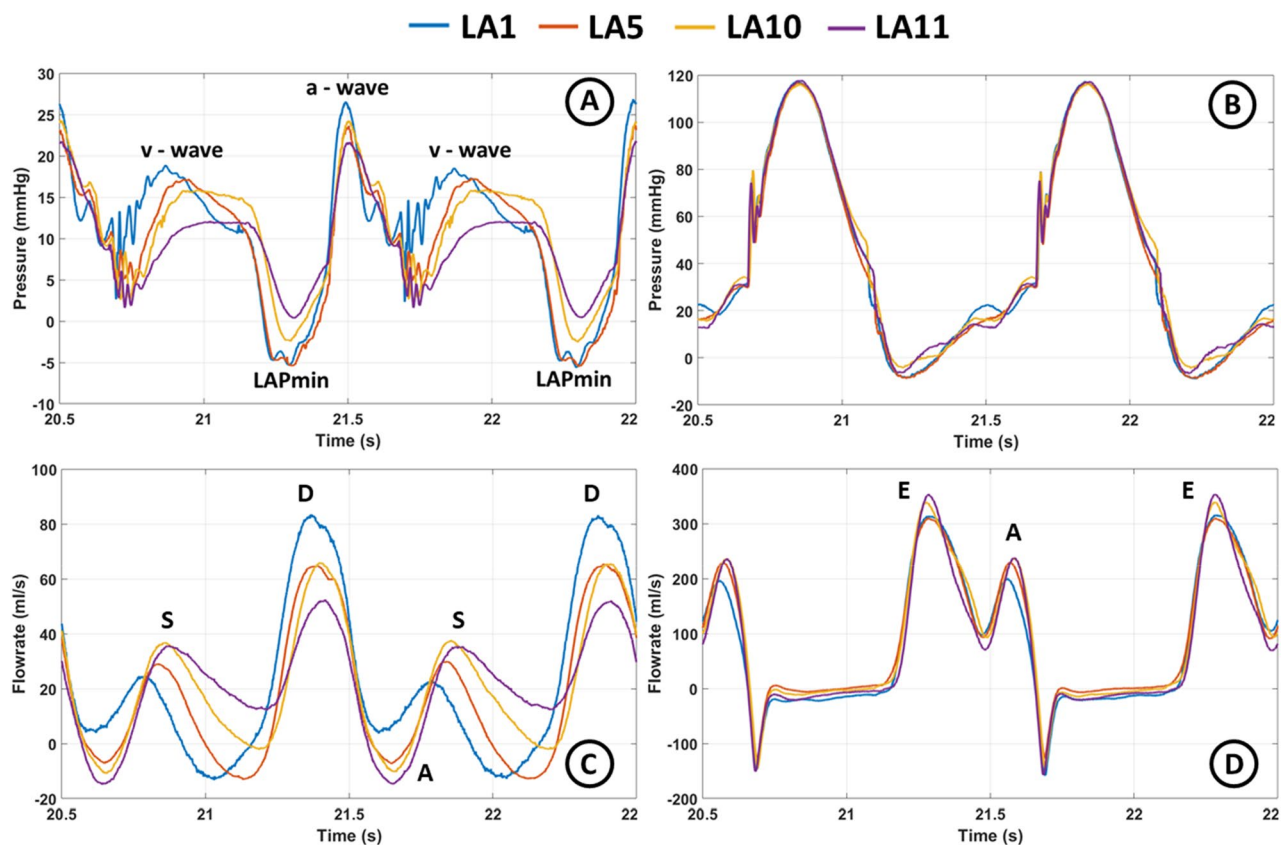 LA1 LA5 LA10 LA11
A
a - wave
v - wave v - wave
LAPmin LAPmin
Pressure (mmHg)
30
25
20
15
10
5
0
-5
-10
20.5 21 21.5 22 22
Time (s)
B
Pressure (mmHg)
120
100
80
60
40
20
0
-20
20.5 21 21.5 22 22
Time (s)
D D
S S
A
C
Flowrate (ml/s)
100
80
60
40
20
0
-20
20.5 21 21.5 22 22
Time (s)
E E
A
D
Flowrate (ml/s)
400
300
200
100
0
-100
-200
20.5 21 21.5 22 22
Time (s)